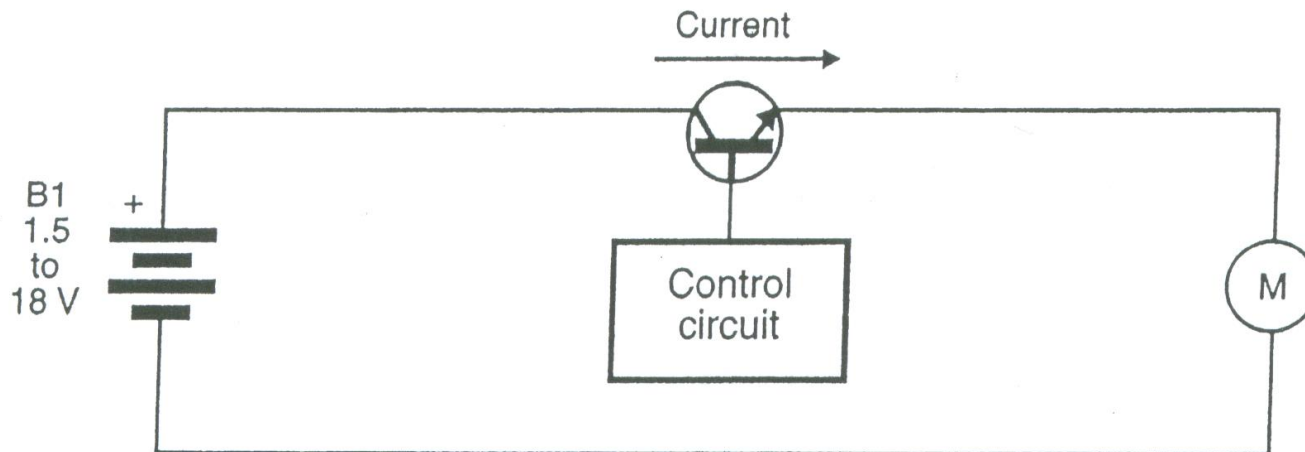 Current
B1
1.5
to
18 V
+
Control
circuit
M